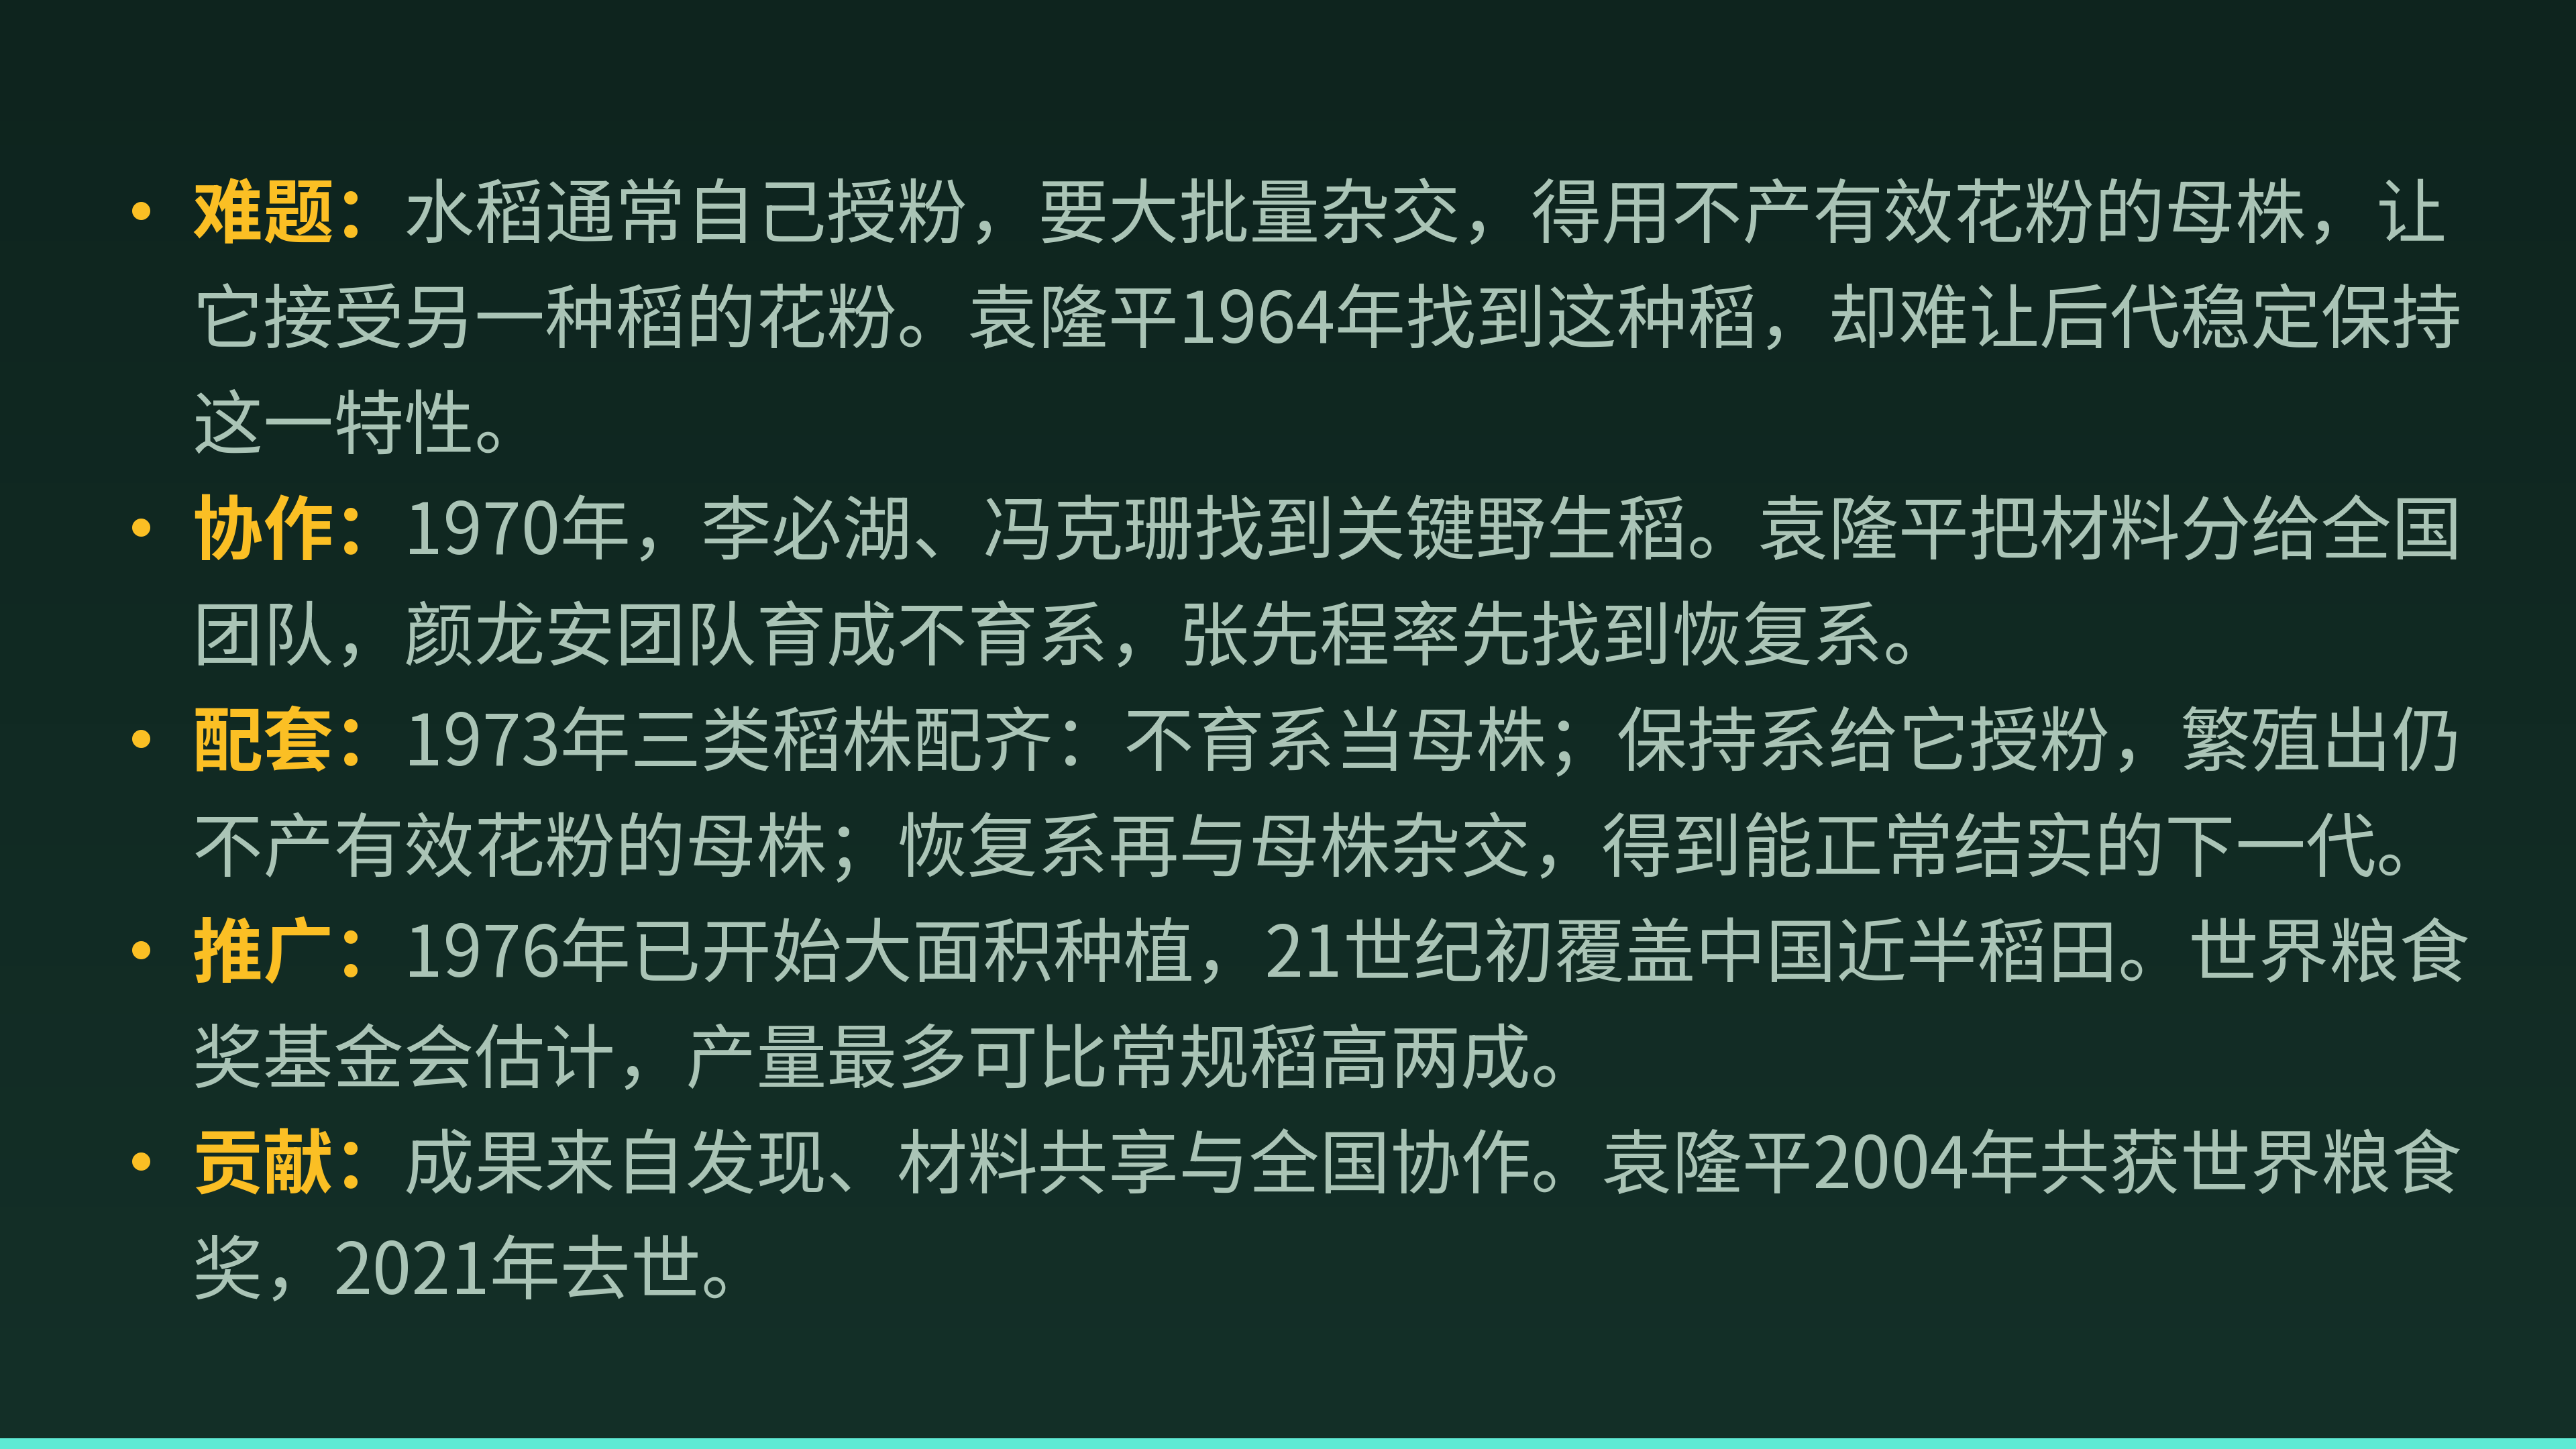 • 难题：水稻通常自己授粉，要大批量杂交，得用不产有效花粉的母株，让
它接受另一种稻的花粉。袁隆平1964年找到这种稻，却难让后代稳定保持
这一特性。
• 协作：1970年，李必湖、冯克珊找到关键野生稻。袁隆平把材料分给全国
团队，颜龙安团队育成不育系，张先程率先找到恢复系。
• 配套：1973年三类稻株配齐：不育系当母株；保持系给它授粉，繁殖出仍
不产有效花粉的母株；恢复系再与母株杂交，得到能正常结实的下一代。
• 推广：1976年已开始大面积种植，21世纪初覆盖中国近半稻田。世界粮食
奖基金会估计，产量最多可比常规稻高两成。
• 贡献：成果来自发现、材料共享与全国协作。袁隆平2004年共获世界粮食
奖，2021年去世。